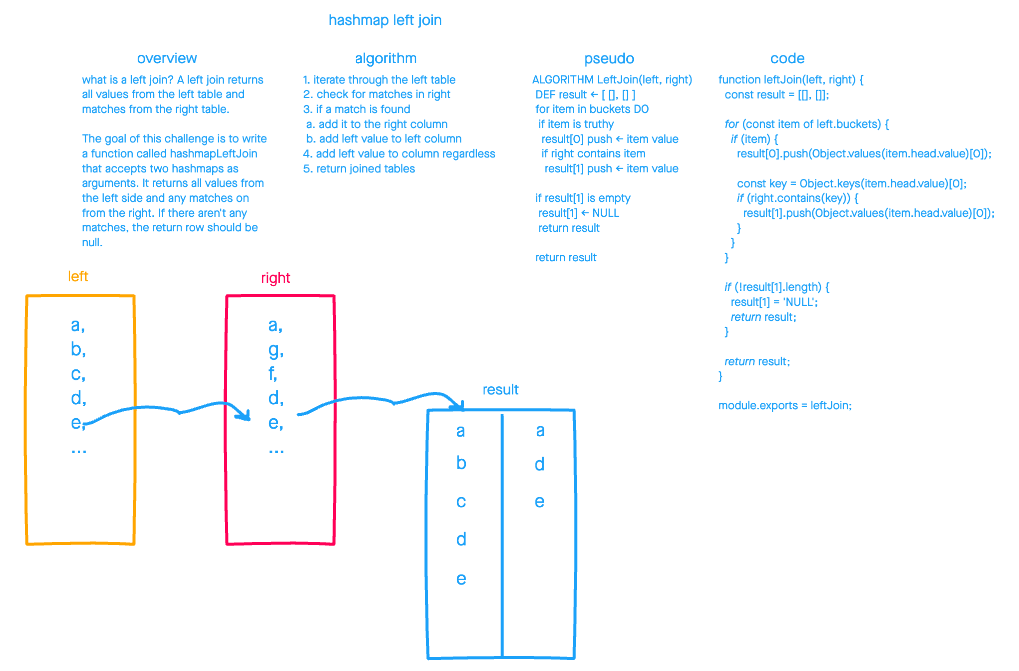 hashmap left join
overview
what is a left join? A left join returns
all values from the left table and
matches from the right table.
The goal of this challenge is to write
a function called hashmapLeftJoin
that accepts two hashmaps as
arguments. It returns all values from
the left side and any matches on
from the right. If there aren't any
matches, the return row should be
null.
algorithm
1. iterate through the left table
2. check for matches in right
3. if a match is found
a. add it to the right column
b. add left value to left column
4. add left value to column regardless
5. return joined tables
pseudo
ALGORITHM LeftJoin(left, right)
DEF result ← [ [], [] ]
for item in buckets DO
if item is truthy
result[0] push ← item value
if right contains item
result[1] push ← item value
if result[1] is empty
result[1] ← NULL
return result
return result
code
function leftJoin(left, right) {
const result = [[], []];
for (const item of left.buckets) {
if (item) {
result[0].push(Object.values(item.head.value)[0]);
const key = Object.keys(item.head.value)[0];
if (right.contains(key)) {
result[1].push(Object.values(item.head.value)[0]);
}
}
}
if (!result[1].length) {
result[1] = 'NULL';
return result;
}
return result;
}
module.exports = leftJoin;
left
a,
b,
c,
d,
e,
...
right
a,
g,
f,
d,
e,
...
result
a a
b d
c e
d
e